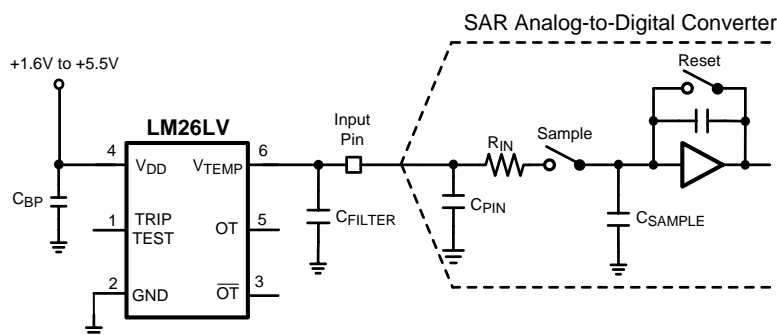 SAR Analog-to-Digital Converter
+1.6V to +5.5V
Reset
LM26LV
Input
Pin
RIN
Sample
4
VDD
VTEMP
6
CBP
CFILTER
CPIN
CSAMPLE
1
TRIP
TEST
OT
5
2
GND
OT
3